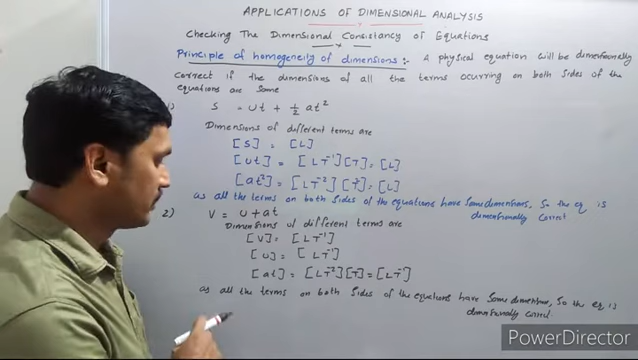 APPLICATIONS OF DIMENSIONAL ANALYSIS
Checking The Dimensional Consistancy of Equations
Principle of homogeneity of dimensions :- A physical equation will be dimensionally
correct if the dimensions of all the terms occurring on both sides of the
equations are same
1) S = ut + 1/2 at²
Dimensions of different terms are
[S] = [L]
[ut] = [LT⁻¹][T] = [L]
[at²] = [LT⁻²][T²] = [L]
as all the terms on both sides of the equations have same dimensions, so the eq. is
dimensionally correct
2) V = u + at
Dimensions of different terms are
[V] = [LT⁻¹]
[u] = [LT⁻¹]
[at] = [LT⁻²][T] = [LT⁻¹]
as all the terms on both sides of the equations have same dimensions, so the eq is
dimensionally correct.
PowerDirector